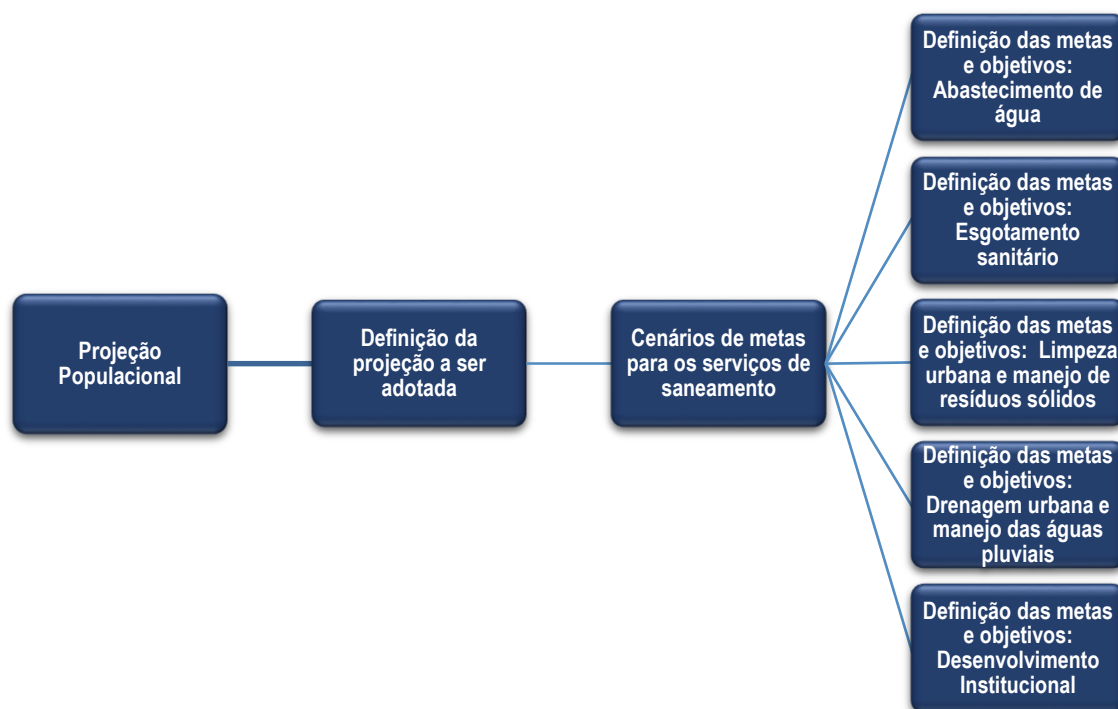 Projeção
Populacional
Definição da
projeção a ser
adotada
Cenários de metas
para os serviços de
saneamento
Definição das metas
e objetivos:
Abastecimento de
água
Definição das metas
e objetivos:
Esgotamento
sanitário
Definição das metas
e objetivos: Limpeza
urbana e manejo de
resíduos sólidos
Definição das metas
e objetivos:
Drenagem urbana e
manejo das águas
pluviais
Definição das metas
e objetivos:
Desenvolvimento
Institucional